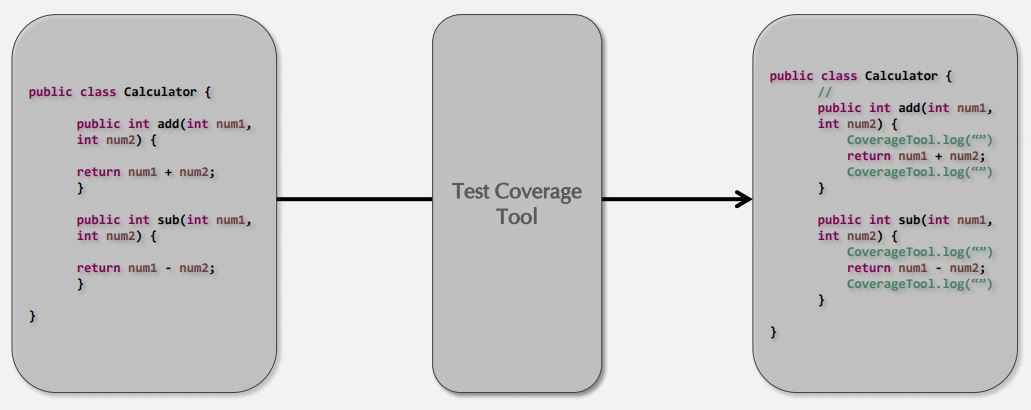 public class Calculator {
public int add(int num1,
int num2) {
return num1 + num2;
}
public int sub(int num1,
int num2) {
return num1 - num2;
}
}
Test Coverage
Tool
public class Calculator {
//
public int add(int num1,
int num2) {
CoverageTool.log(“”)
return num1 + num2;
CoverageTool.log(“”)
}
public int sub(int num1,
int num2) {
CoverageTool.log(“”)
return num1 - num2;
CoverageTool.log(“”)
}
}